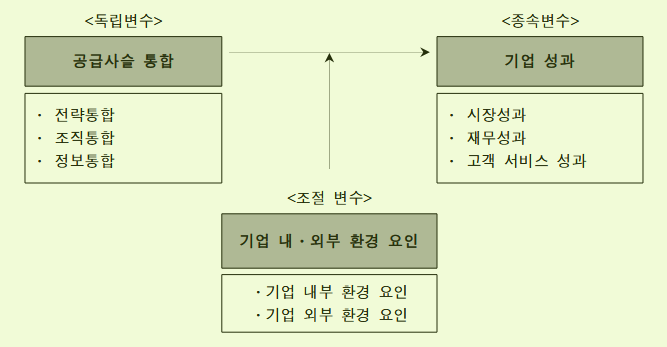 <독립변수>
공급사슬 통합
· 전략통합
· 조직통합
· 정보통합
<종속변수>
기업 성과
· 시장성과
· 재무성과
· 고객 서비스 성과
<조절 변수>
기업 내·외부 환경 요인
·기업 내부 환경 요인
·기업 외부 환경 요인